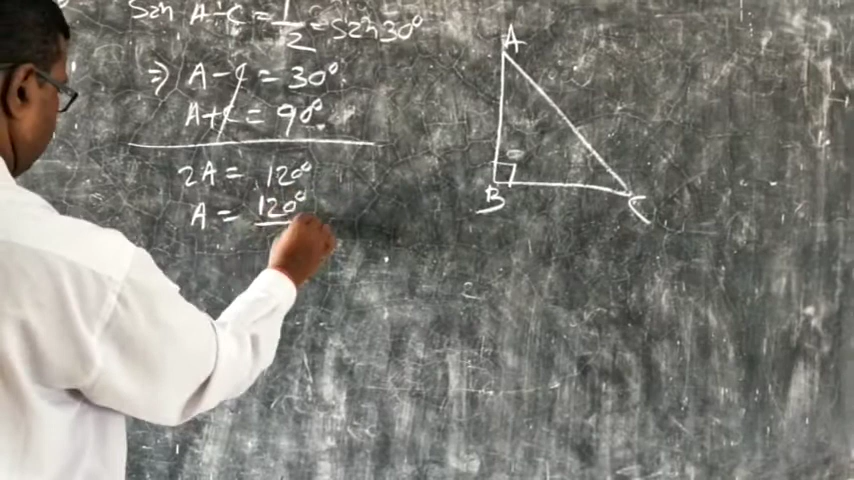 Sin A-C = 1/2 = Sin 30°
⇒ A - C = 30°
A + C = 90°
2A = 120°
A = 120°
A
B
C